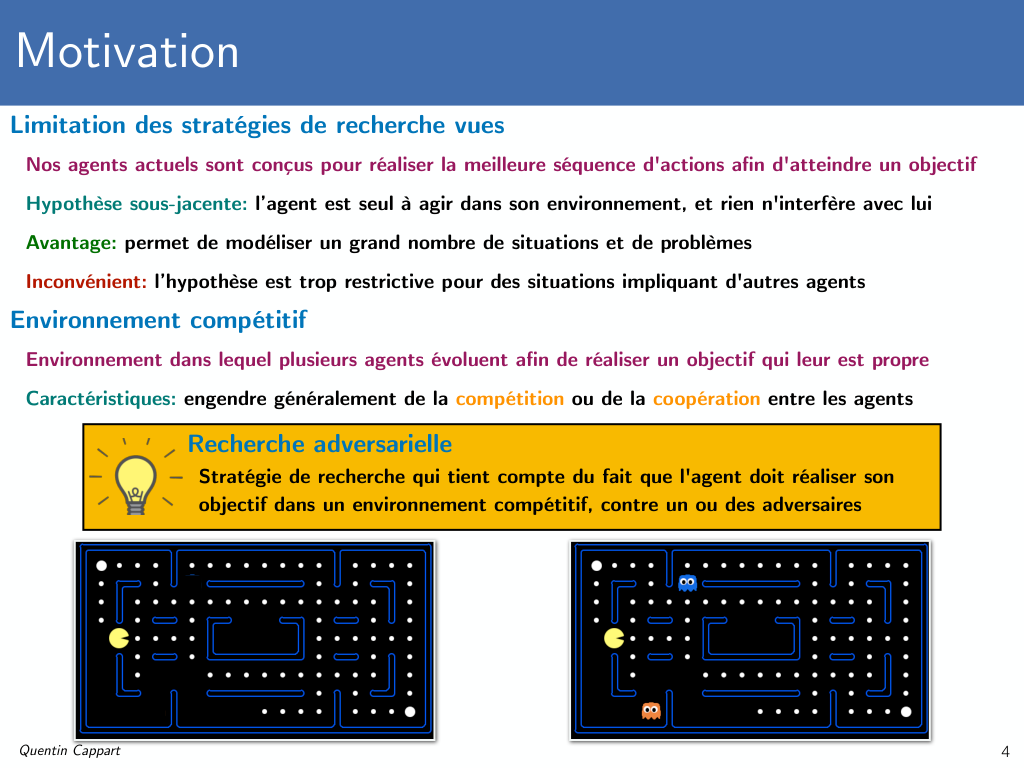 Motivation
Limitation des stratégies de recherche vues
Nos agents actuels sont conçus pour réaliser la meilleure séquence d'actions afin d'atteindre un objectif
Hypothèse sous-jacente: l'agent est seul à agir dans son environnement, et rien n'interfère avec lui
Avantage: permet de modéliser un grand nombre de situations et de problèmes
Inconvénient: l'hypothèse est trop restrictive pour des situations impliquant d'autres agents
Environnement compétitif
Environnement dans lequel plusieurs agents évoluent afin de réaliser un objectif qui leur est propre
Caractéristiques: engendre généralement de la compétition ou de la coopération entre les agents
Recherche adversarielle
Stratégie de recherche qui tient compte du fait que l'agent doit réaliser son
objectif dans un environnement compétitif, contre un ou des adversaires
Quentin Cappart
4